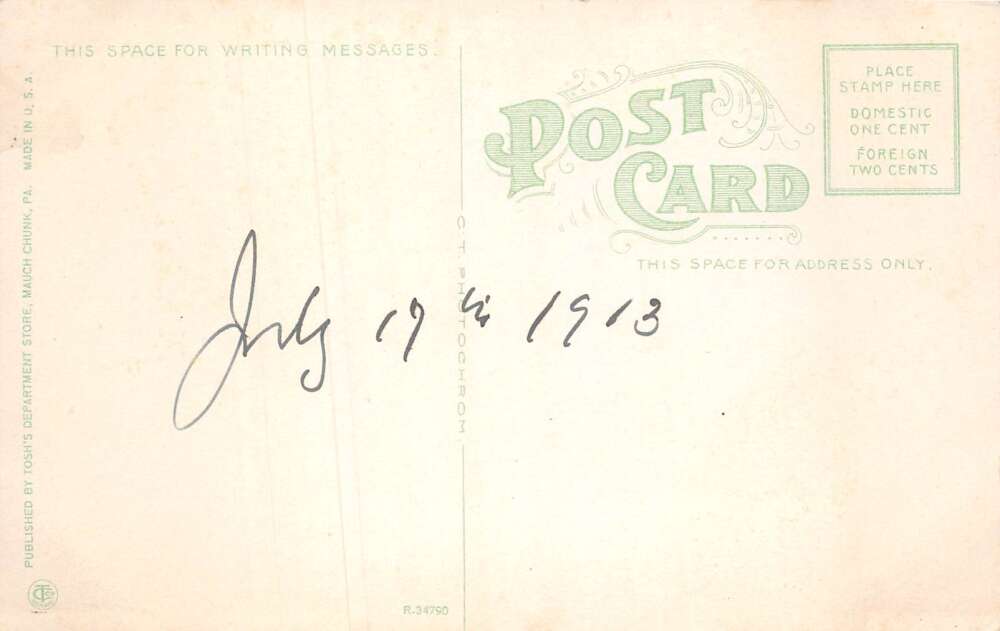 THIS SPACE FOR WRITING MESSAGES.
POST
CARD
PLACE
STAMP HERE
DOMESTIC
ONE CENT
FOREIGN
TWO CENTS
THIS SPACE FOR ADDRESS ONLY.
July 17th 1913
C T PHOTOCHROM
PUBLISHED BY TOSH'S DEPARTMENT STORE, MAUCH CHUNK, PA. MADE IN U. S. A.
R-34790